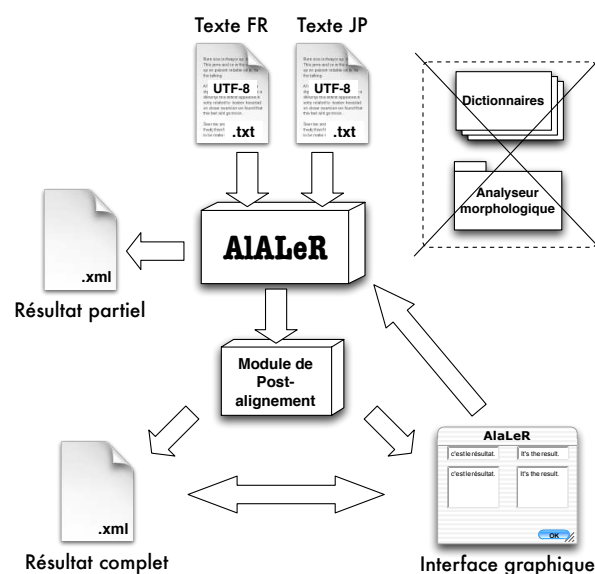 Texte FR
Texte JP
UTF-8
.txt
UTF-8
.txt
Dictionnaires
Analyseur
morphologique
AlALeR
.xml
Résultat partiel
Module de
Post-
alignement
AlaLeR
c'est le résultat.
It's the result.
c'est le résultat.
It's the result.
OK
.xml
Résultat complet
Interface graphique